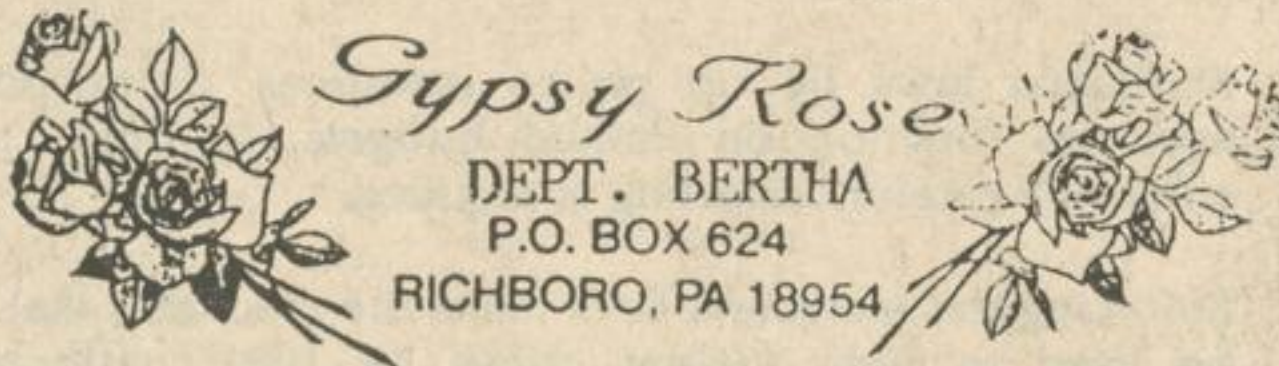 Gypsy Rose
DEPT. BERTHA
P.O. BOX 624
RICHBORO, PA 18954